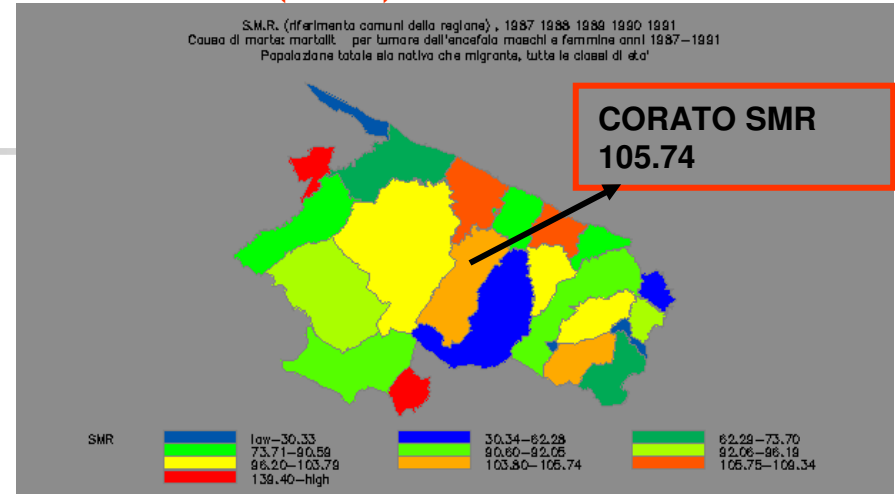 S.M.R. (riferimento comuni della regione) , 1987 1988 1989 1990 1991
Causa di morte: mortalit per tumore dell'encefalo maschi e femmine anni 1987-1991
Popolazione totale sia nativa che migrante, tutte le classi di eta'
CORATO SMR
105.74
SMR
low-30.33 30.34-62.28 62.29-73.70
73.71-90.59 90.60-92.05 92.06-96.19
96.20-103.79 103.80-105.74 105.75-109.34
139.40-high